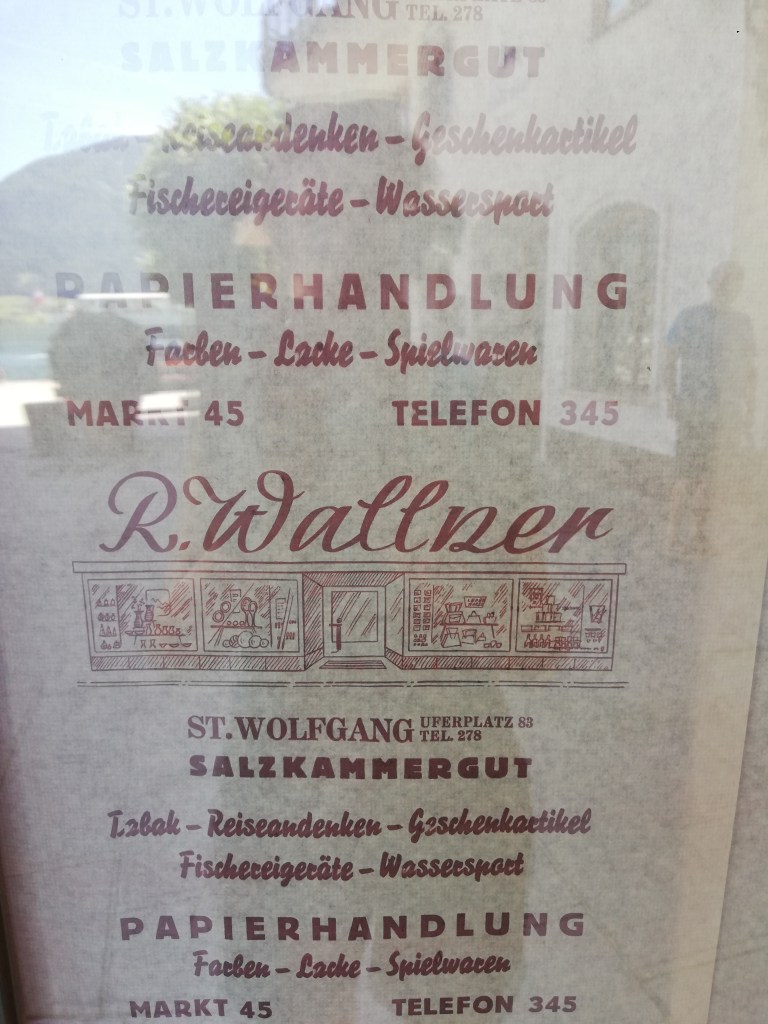 ST. WOLFGANG TEL. 278
SALZKAMMERGUT
Tabak – Reiseandenken – Geschenkartikel
Fischereigeräte – Wassersport
PAPIERHANDLUNG
Farben – Lacke – Spielwaren
MARKT 45 TELEFON 345
R. Wallner
ST. WOLFGANG UFERPLATZ 83
TEL. 278
SALZKAMMERGUT
Tabak – Reiseandenken – Geschenkartikel
Fischereigeräte – Wassersport
PAPIERHANDLUNG
Farben – Lacke – Spielwaren
MARKT 45 TELEFON 345